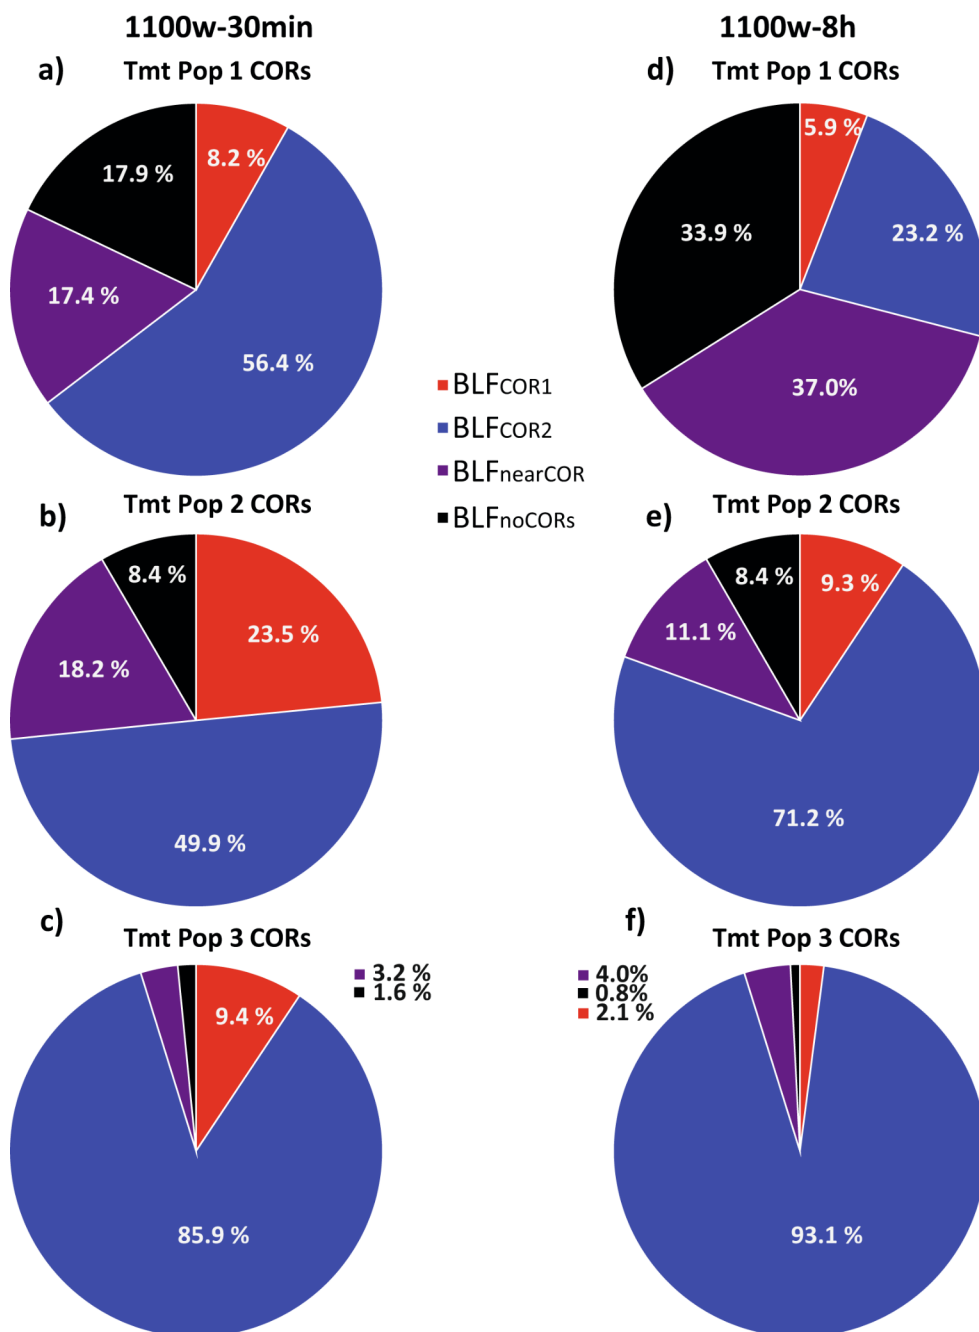 1100w-30min
a) Tmt Pop 1 CORs
8.2 %
17.9 %
17.4 %
56.4 %
b) Tmt Pop 2 CORs
8.4 %
23.5 %
18.2 %
49.9 %
c) Tmt Pop 3 CORs
3.2 %
1.6 %
9.4 %
85.9 %
BLFCOR1
BLFCOR2
BLFnearCOR
BLFnoCORs
1100w-8h
d) Tmt Pop 1 CORs
5.9 %
33.9 %
23.2 %
37.0%
e) Tmt Pop 2 CORs
8.4 %
9.3 %
11.1 %
71.2 %
f) Tmt Pop 3 CORs
4.0%
0.8%
2.1 %
93.1 %